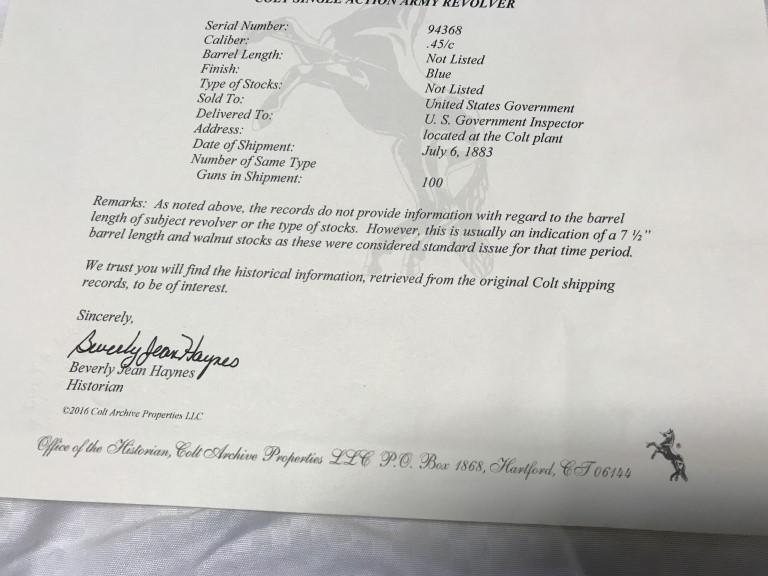 COLT SINGLE ACTION ARMY REVOLVER
Serial Number: 94368
Caliber: .45/c
Barrel Length: Not Listed
Finish: Blue
Type of Stocks: Not Listed
Sold To: United States Government
Delivered To: U. S. Government Inspector
Address: located at the Colt plant
Date of Shipment: July 6, 1883
Number of Same Type
Guns in Shipment: 100
Remarks: As noted above, the records do not provide information with regard to the barrel
length of subject revolver or the type of stocks. However, this is usually an indication of a 7 ½"
barrel length and walnut stocks as these were considered standard issue for that time period.
We trust you will find the historical information, retrieved from the original Colt shipping
records, to be of interest.
Sincerely,
Beverly Jean Haynes
Beverly Jean Haynes
Historian
©2016 Colt Archive Properties LLC
Office of the Historian, Colt Archive Properties LLC P.O. Box 1868, Hartford, CT 06144